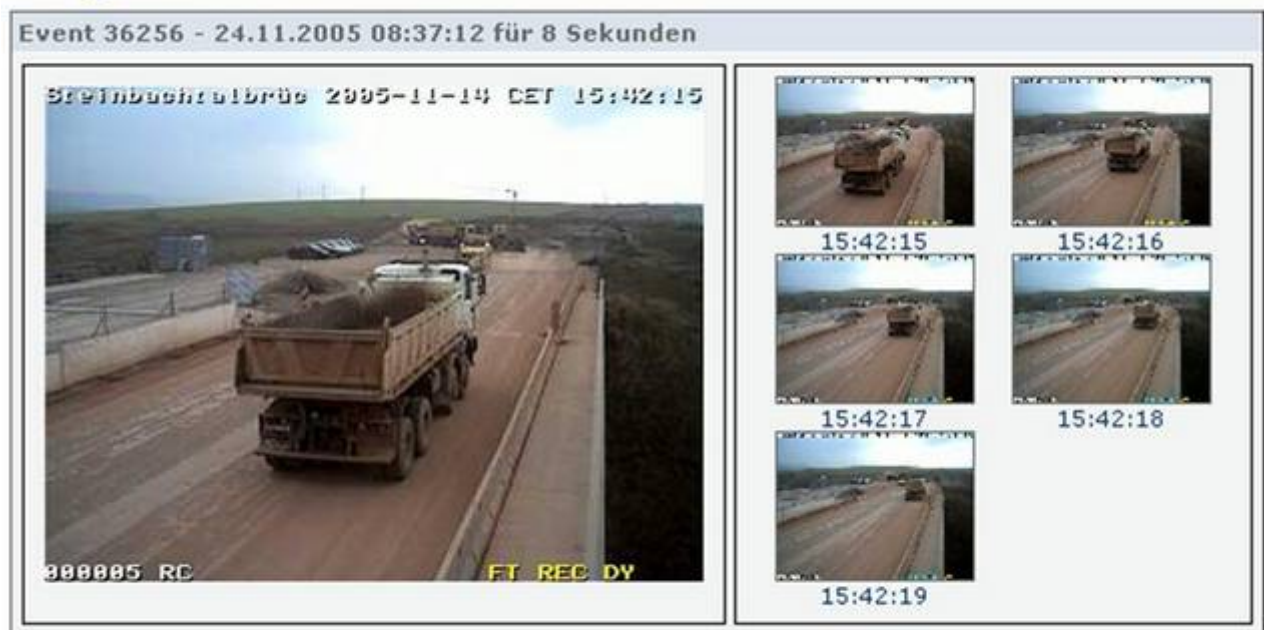 Event 36256 - 24.11.2005 08:37:12 für 8 Sekunden
Steinbachtalbrüc 2005-11-14 CET 15:42:15
000005 RC
FT REC DY
15:42:15
15:42:16
15:42:17
15:42:18
15:42:19